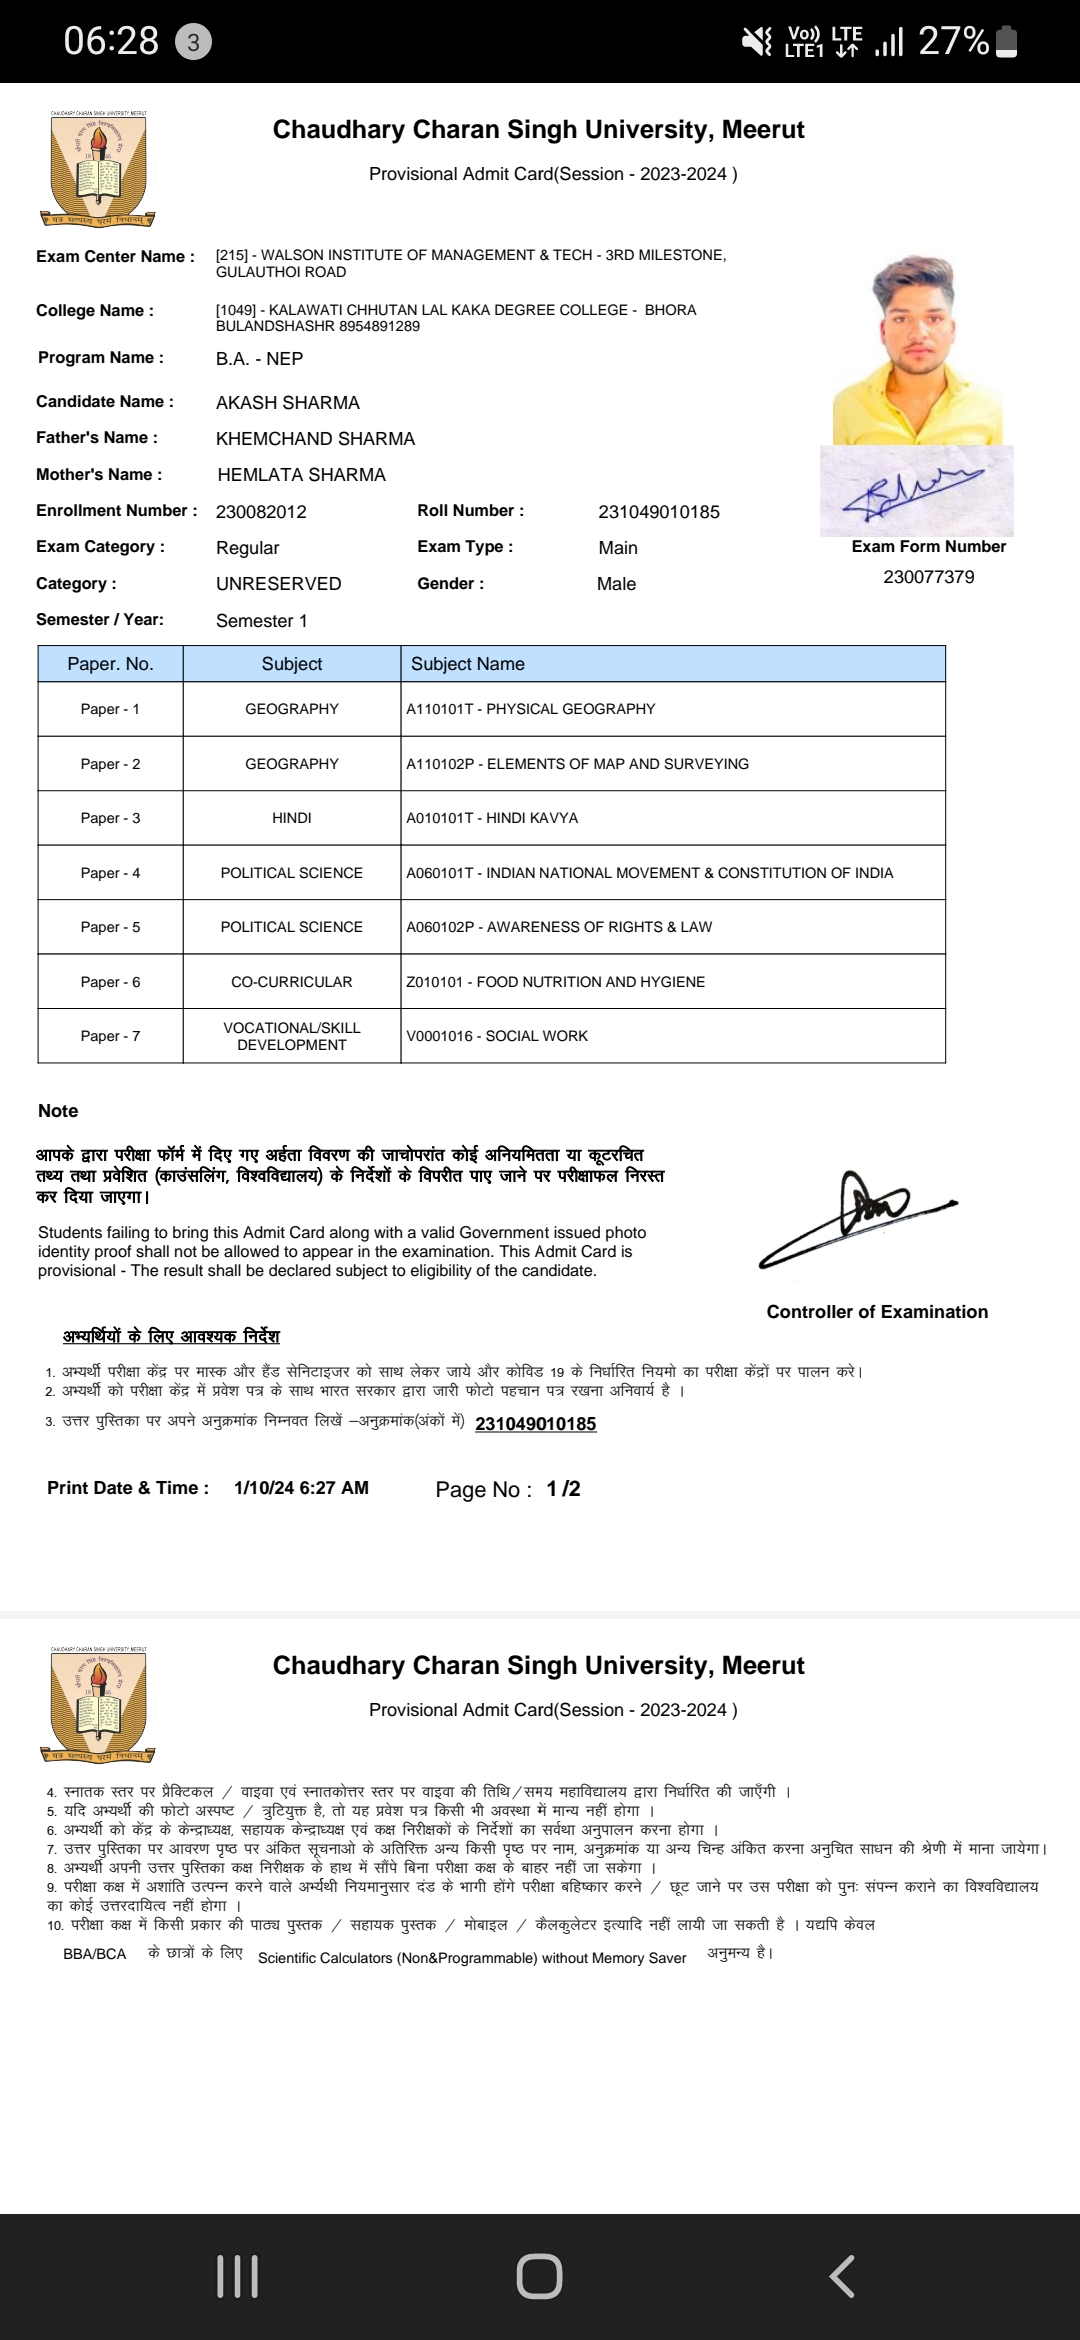 06:28 3 Vo)) LTE1 LTE 27%
CHAUDHARY CHARAN SINGH UNIVERSITY MEERUT
Chaudhary Charan Singh University, Meerut
Provisional Admit Card(Session - 2023-2024 )
Exam Center Name : [215] - WALSON INSTITUTE OF MANAGEMENT & TECH - 3RD MILESTONE,
GULAUTHOI ROAD
College Name : [1049] - KALAWATI CHHUTAN LAL KAKA DEGREE COLLEGE - BHORA
BULANDSHASHR 8954891289
Program Name : B.A. - NEP
Candidate Name : AKASH SHARMA
Father's Name : KHEMCHAND SHARMA
Mother's Name : HEMLATA SHARMA
Enrollment Number : 230082012 Roll Number : 231049010185
Exam Category : Regular Exam Type : Main Exam Form Number
Category : UNRESERVED Gender : Male 230077379
Semester / Year: Semester 1
Paper. No. Subject Subject Name
Paper - 1 GEOGRAPHY A110101T - PHYSICAL GEOGRAPHY
Paper - 2 GEOGRAPHY A110102P - ELEMENTS OF MAP AND SURVEYING
Paper - 3 HINDI A010101T - HINDI KAVYA
Paper - 4 POLITICAL SCIENCE A060101T - INDIAN NATIONAL MOVEMENT & CONSTITUTION OF INDIA
Paper - 5 POLITICAL SCIENCE A060102P - AWARENESS OF RIGHTS & LAW
Paper - 6 CO-CURRICULAR Z010101 - FOOD NUTRITION AND HYGIENE
Paper - 7 VOCATIONAL/SKILL DEVELOPMENT V0001016 - SOCIAL WORK
Note
आपके द्वारा परीक्षा फॉर्म में दिए गए अर्हता विवरण की जाचोपरांत कोई अनियमितता या कूटरचित
तथ्य तथा प्रवेशित (काउंसलिंग, विश्वविद्यालय) के निर्देशों के विपरीत पाए जाने पर परीक्षाफल निरस्त
कर दिया जाएगा।
Students failing to bring this Admit Card along with a valid Government issued photo
identity proof shall not be allowed to appear in the examination. This Admit Card is
provisional - The result shall be declared subject to eligibility of the candidate.
Controller of Examination
अभ्यर्थियों के लिए आवश्यक निर्देश
1. अभ्यर्थी परीक्षा केंद्र पर मास्क और हैंड सेनिटाइजर को साथ लेकर जाये और कोविड 19 के निर्धारित नियमो का परीक्षा केंद्रों पर पालन करे।
2. अभ्यर्थी को परीक्षा केंद्र में प्रवेश पत्र के साथ भारत सरकार द्वारा जारी फोटो पहचान पत्र रखना अनिवार्य है ।
3. उत्तर पुस्तिका पर अपने अनुक्रमांक निम्नवत लिखें –अनुक्रमांक(अंकों में) 231049010185
Print Date & Time : 1/10/24 6:27 AM Page No : 1 /2
CHAUDHARY CHARAN SINGH UNIVERSITY MEERUT
Chaudhary Charan Singh University, Meerut
Provisional Admit Card(Session - 2023-2024 )
4. स्नातक स्तर पर प्रैक्टिकल / वाइवा एवं स्नातकोत्तर स्तर पर वाइवा की तिथि/समय महाविद्यालय द्वारा निर्धारित की जाएँगी ।
5. यदि अभ्यर्थी की फोटो अस्पष्ट / त्रुटियुक्त है, तो यह प्रवेश पत्र किसी भी अवस्था में मान्य नहीं होगा ।
6. अभ्यर्थी को केंद्र के केन्द्राध्यक्ष, सहायक केन्द्राध्यक्ष एवं कक्ष निरीक्षकों के निर्देशों का सर्वथा अनुपालन करना होगा ।
7. उत्तर पुस्तिका पर आवरण पृष्ठ पर अंकित सूचनाओ के अतिरिक्त अन्य किसी पृष्ठ पर नाम, अनुक्रमांक या अन्य चिन्ह अंकित करना अनुचित साधन की श्रेणी में माना जायेगा।
8. अभ्यर्थी अपनी उत्तर पुस्तिका कक्ष निरीक्षक के हाथ में सौंपे बिना परीक्षा कक्ष के बाहर नहीं जा सकेगा ।
9. परीक्षा कक्ष में अशांति उत्पन्न करने वाले अर्भ्यथी नियमानुसार दंड के भागी होंगे परीक्षा बहिष्कार करने / छूट जाने पर उस परीक्षा को पुनः संपन्न कराने का विश्वविद्यालय
का कोई उत्तरदायित्व नहीं होगा ।
10. परीक्षा कक्ष में किसी प्रकार की पाठ्य पुस्तक / सहायक पुस्तक / मोबाइल / कैलकुलेटर इत्यादि नहीं लायी जा सकती है । यद्यपि केवल
BBA/BCA के छात्रों के लिए Scientific Calculators (Non&Programmable) without Memory Saver अनुमन्य है।